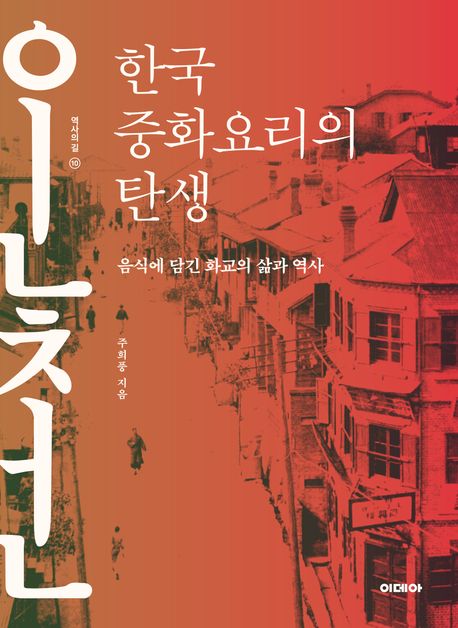 인천
역사의 길
10
한국
중화요리의
탄생
음식에 담긴 화교의 삶과 역사
주희풍 지음
이데아